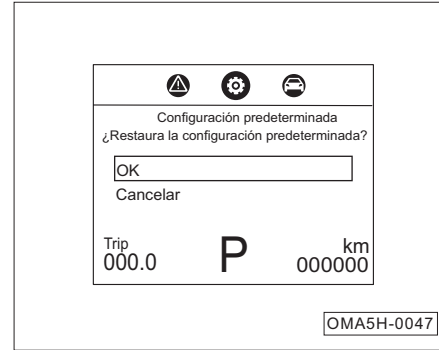 Configuración predeterminada
¿Restaura la configuración predeterminada?
OK
Cancelar
Trip
000.0
P
km
000000
OMA5H-0047